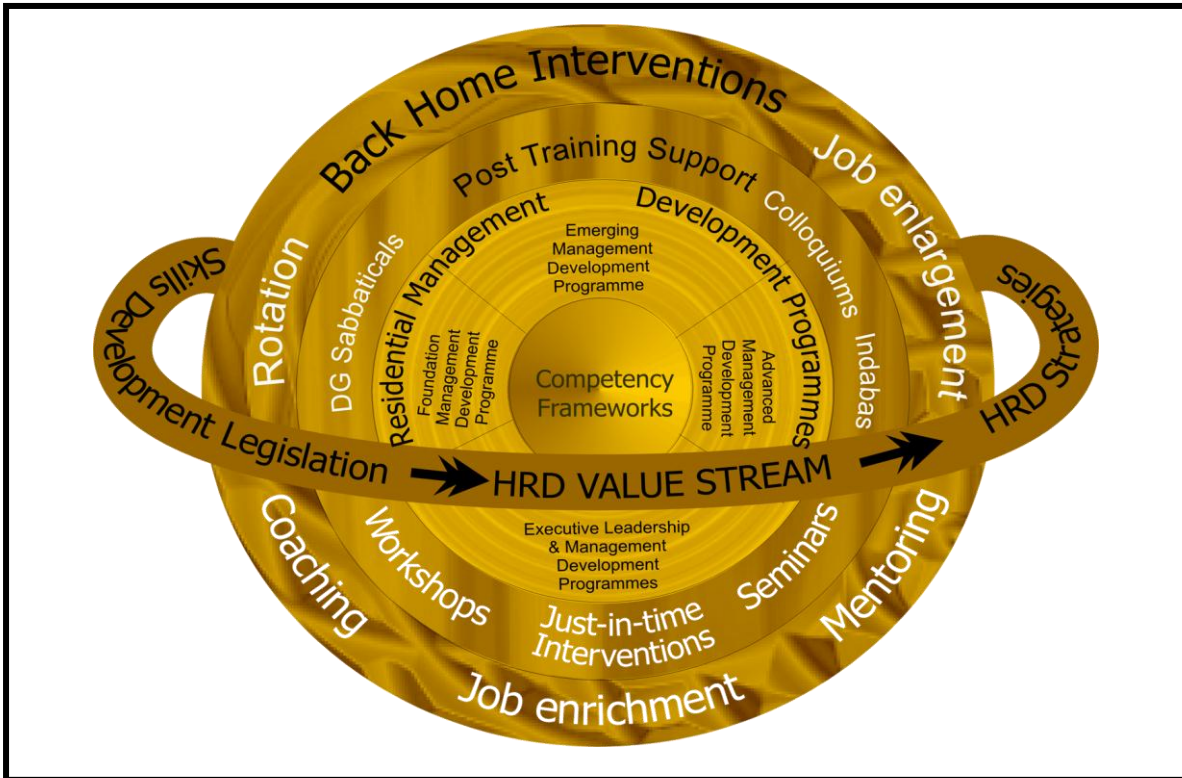 Back Home Interventions
Job enlargement
Mentoring
Job enrichment
Coaching
Rotation
Post Training Support
Colloquiums
Indabas
Seminars
Just-in-time
Interventions
Workshops
DG Sabbaticals
Residential Management
Development Programmes
Emerging
Management
Development
Programme
Advanced
Management
Development
Programme
Executive Leadership
& Management
Development
Programmes
Foundation
Management
Development
Programme
Competency
Frameworks
Skills Development
Development Legislation
HRD VALUE STREAM
HRD Strategies